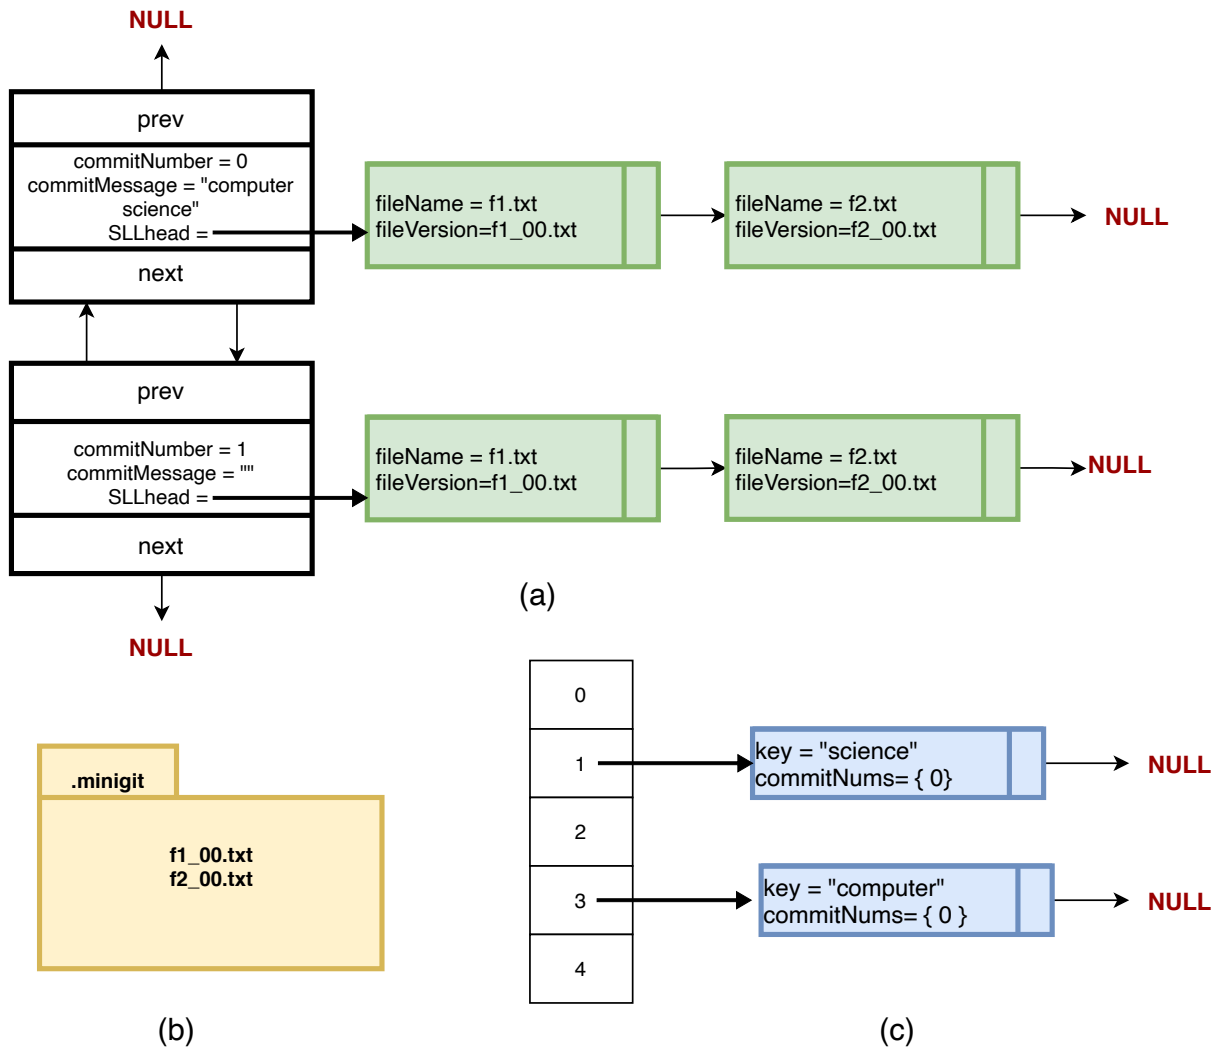 NULL
prev
commitNumber = 0
commitMessage = "computer
science"
SLLhead =
next
fileName = f1.txt
fileVersion=f1_00.txt
fileName = f2.txt
fileVersion=f2_00.txt
NULL
prev
commitNumber = 1
commitMessage = ""
SLLhead =
next
fileName = f1.txt
fileVersion=f1_00.txt
fileName = f2.txt
fileVersion=f2_00.txt
NULL
NULL
(a)
.minigit
f1_00.txt
f2_00.txt
(b)
0
1
2
3
4
key = "science"
commitNums= { 0}
NULL
key = "computer"
commitNums= { 0 }
NULL
(c)